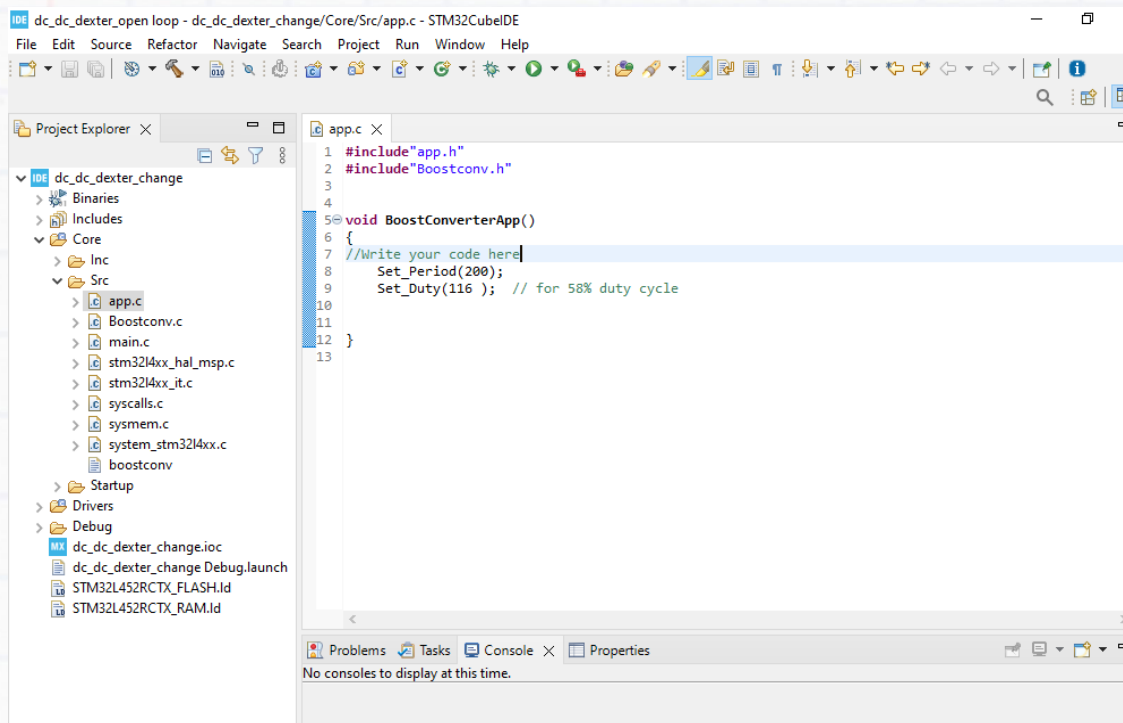 IDE dc_dc_dexter_open loop - dc_dc_dexter_change/Core/Src/app.c - STM32CubeIDE
File Edit Source Refactor Navigate Search Project Run Window Help
Project Explorer
IDE dc_dc_dexter_change
Binaries
Includes
Core
Inc
Src
app.c
Boostconv.c
main.c
stm32l4xx_hal_msp.c
stm32l4xx_it.c
syscalls.c
sysmem.c
system_stm32l4xx.c
boostconv
Startup
Drivers
Debug
MX dc_dc_dexter_change.ioc
dc_dc_dexter_change Debug.launch
STM32L452RCTX_FLASH.ld
STM32L452RCTX_RAM.ld
app.c
1 #include"app.h"
2 #include"Boostconv.h"
3
4
5 void BoostConverterApp()
6 {
7 //Write your code here
8 Set_Period(200);
9 Set_Duty(116 ); // for 58% duty cycle
10
11
12 }
13
Problems Tasks Console Properties
No consoles to display at this time.